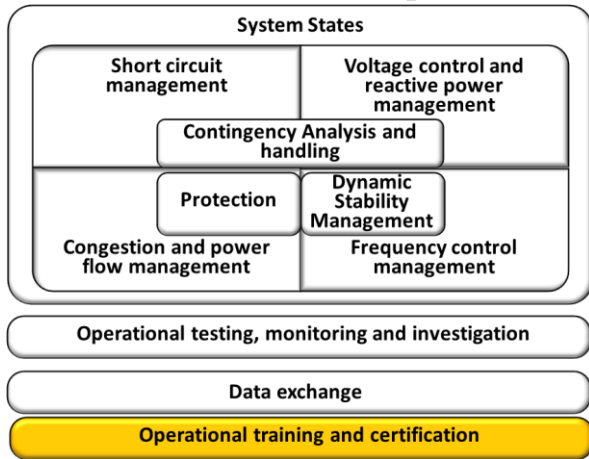 System States
Short circuit
management
Voltage control and
reactive power
management
Contingency Analysis and
handling
Protection
Dynamic
Stability
Management
Congestion and power
flow management
Frequency control
management
Operational testing, monitoring and investigation
Data exchange
Operational training and certification